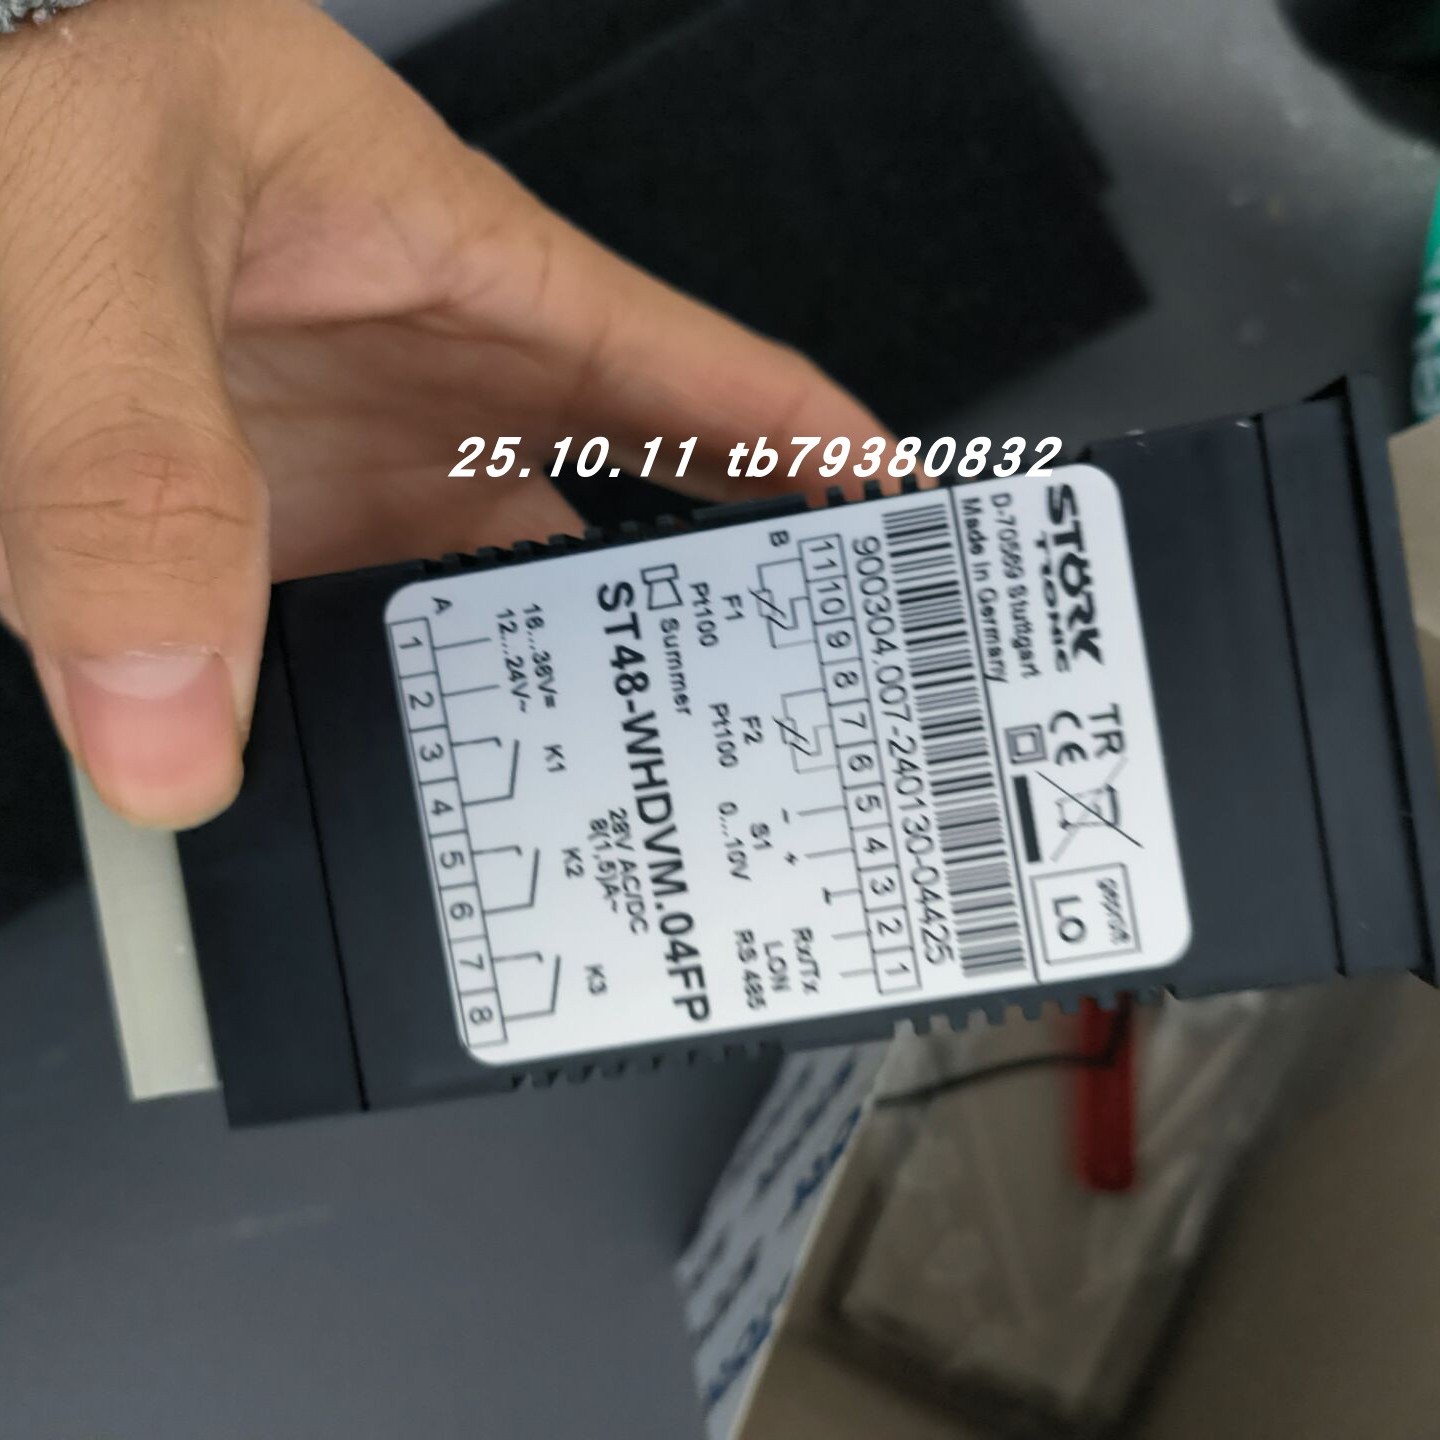 25.10.11 tb79380832
STÖRK
TRONIC
D-70569 Stuttgart
Made in Germany
TR
CE
geprüft
LO
900304.007-240130-04425
B
11 10 9 8 7 6 5 4 3 2 1
F1
Pt100
F2
Pt100
- +
S1
0...10V
Rx/Tx
LON
RS 485
Summer
ST48-WHDVM.04FP
28V AC/DC
8(1,5)A~
18...36V=
12...24V~
K1
K2
K3
A
1 2 3 4 5 6 7 8